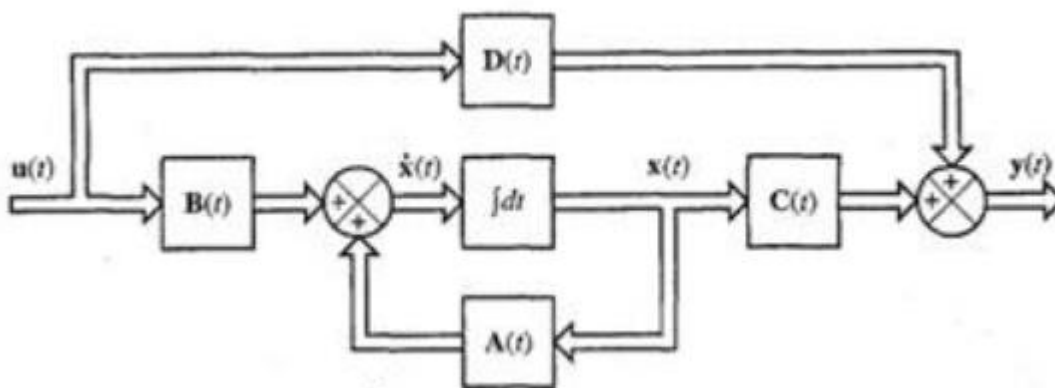 D(t)
u(t)
ẋ(t)
x(t)
y(t)
B(t)
+
+
∫dt
C(t)
+
+
A(t)